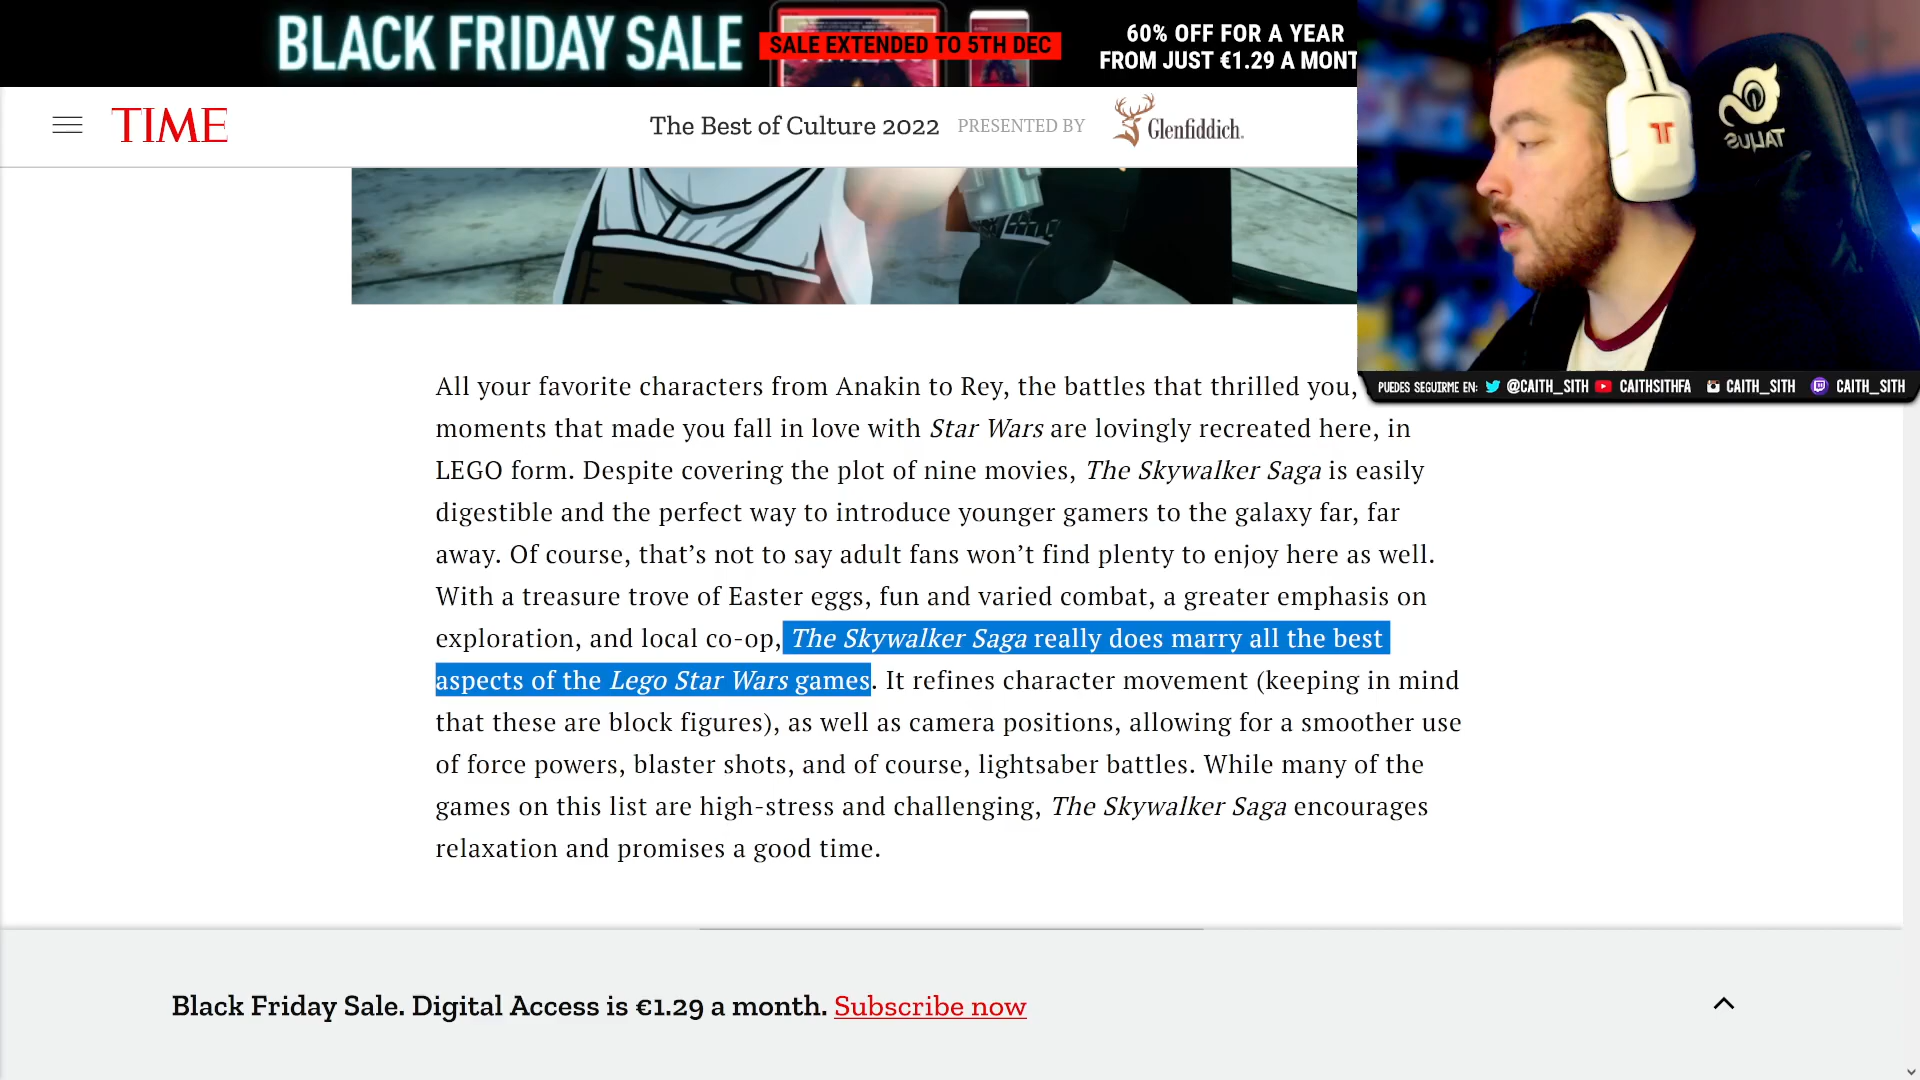 BLACK FRIDAY SALE
SALE EXTENDED TO 5TH DEC
60% OFF FOR A YEAR
FROM JUST €1.29 A MONT
TIME
The Best of Culture 2022 PRESENTED BY Glenfiddich.
TALIUS
PUEDES SEGUIRME EN: @CAITH_SITH CAITHSITHFA CAITH_SITH CAITH_SITH
All your favorite characters from Anakin to Rey, the battles that thrilled you,
moments that made you fall in love with Star Wars are lovingly recreated here, in
LEGO form. Despite covering the plot of nine movies, The Skywalker Saga is easily
digestible and the perfect way to introduce younger gamers to the galaxy far, far
away. Of course, that’s not to say adult fans won’t find plenty to enjoy here as well.
With a treasure trove of Easter eggs, fun and varied combat, a greater emphasis on
exploration, and local co-op, The Skywalker Saga really does marry all the best
aspects of the Lego Star Wars games. It refines character movement (keeping in mind
that these are block figures), as well as camera positions, allowing for a smoother use
of force powers, blaster shots, and of course, lightsaber battles. While many of the
games on this list are high-stress and challenging, The Skywalker Saga encourages
relaxation and promises a good time.
Black Friday Sale. Digital Access is €1.29 a month. Subscribe now